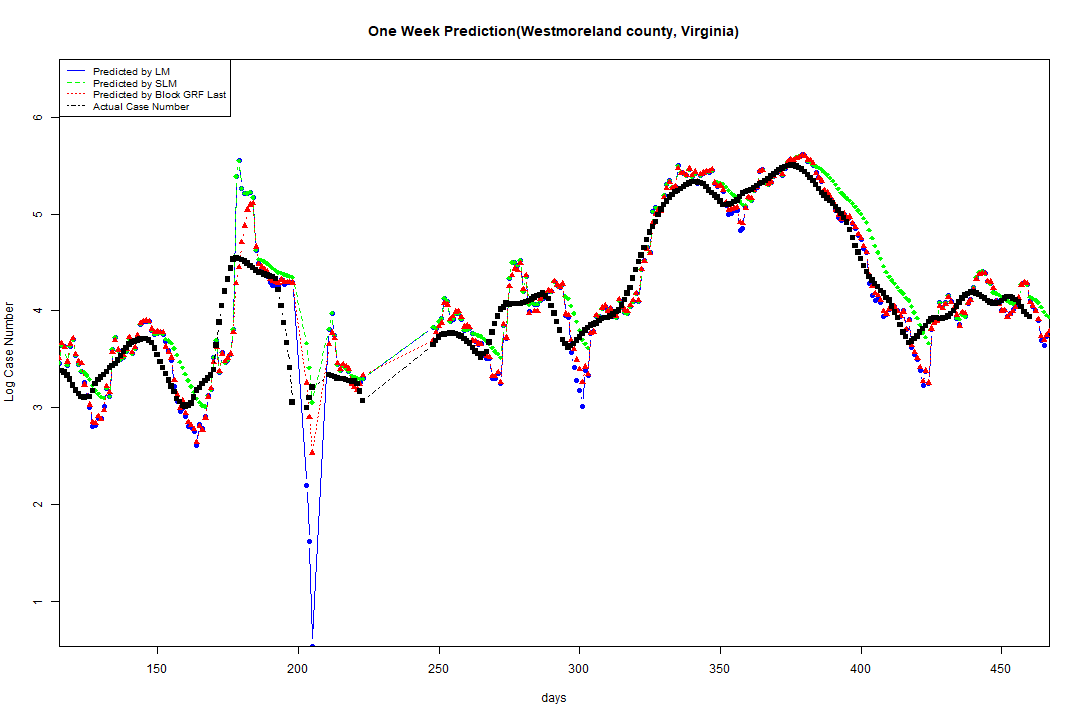 One Week Prediction(Westmoreland county, Virginia)
Predicted by LM
Predicted by SLM
Predicted by Block GRF Last
Actual Case Number
Log Case Number
6
5
4
3
2
1
150 200 250 300 350 400 450
days